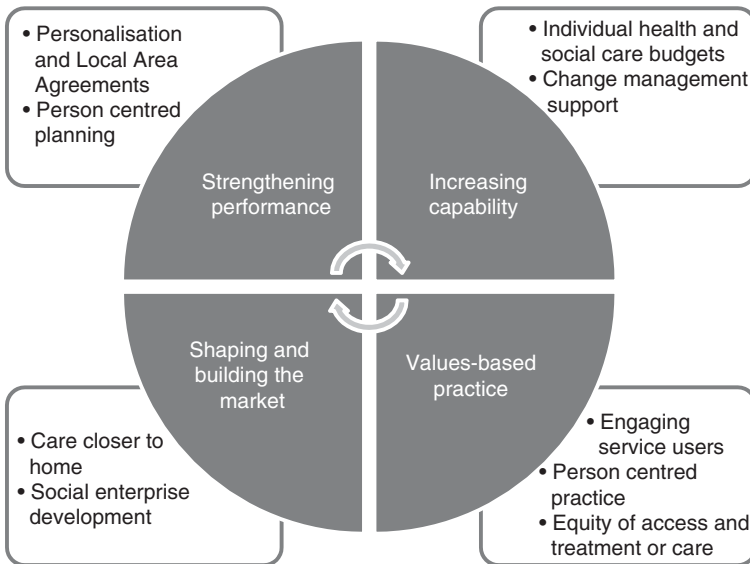 • Personalisation
and Local Area
Agreements
• Person centred
planning
• Individual health and
social care budgets
• Change management
support
Strengthening
performance
Increasing
capability
Shaping and
building the
market
Values-based
practice
• Care closer to
home
• Social enterprise
development
• Engaging
service users
• Person centred
practice
• Equity of access and
treatment or care